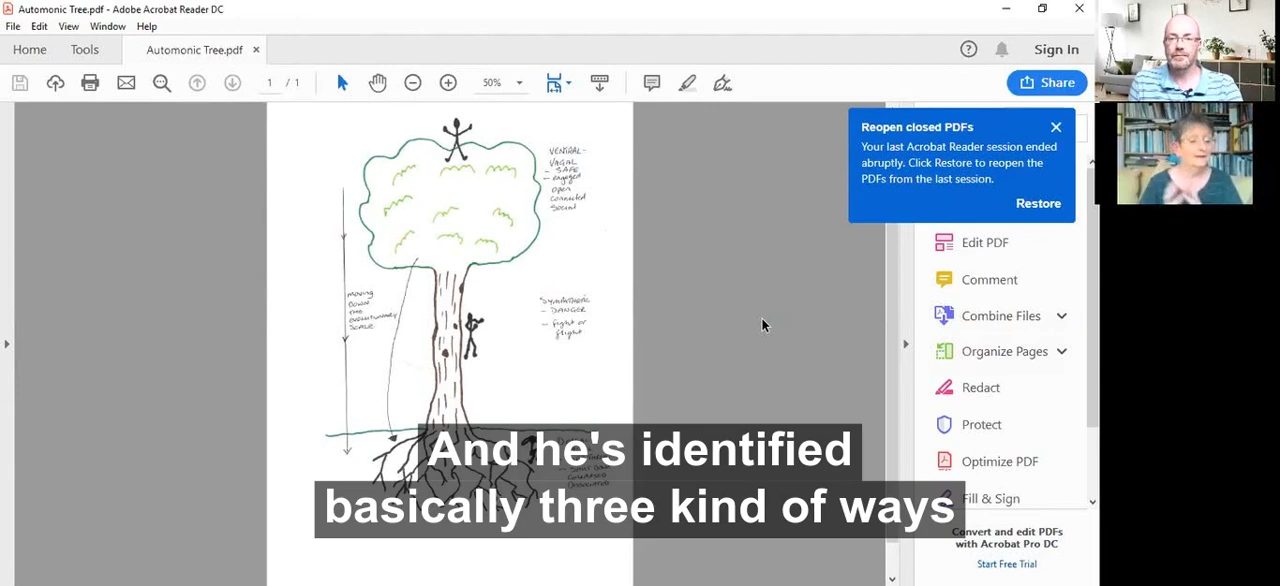 Automonic Tree.pdf - Adobe Acrobat Reader DC
File Edit View Window Help
Home Tools Automonic Tree.pdf ×
Sign In
1 / 1
50%
Share
Reopen closed PDFs
Your last Acrobat Reader session ended
abruptly. Click Restore to reopen the
PDFs from the last session.
Restore
Edit PDF
Comment
Combine Files
Organize Pages
Redact
Protect
Optimize PDF
Fill & Sign
Convert and edit PDFs
with Acrobat Pro DC
Start Free Trial
VENTRAL-
VAGAL
- SAFE
- engaged
open
connected
social
MOVING
DOWN
THE
EVOLUTIONARY
SCALE
- DANGER
- fight or
flight
And he's identified
basically three kind of ways